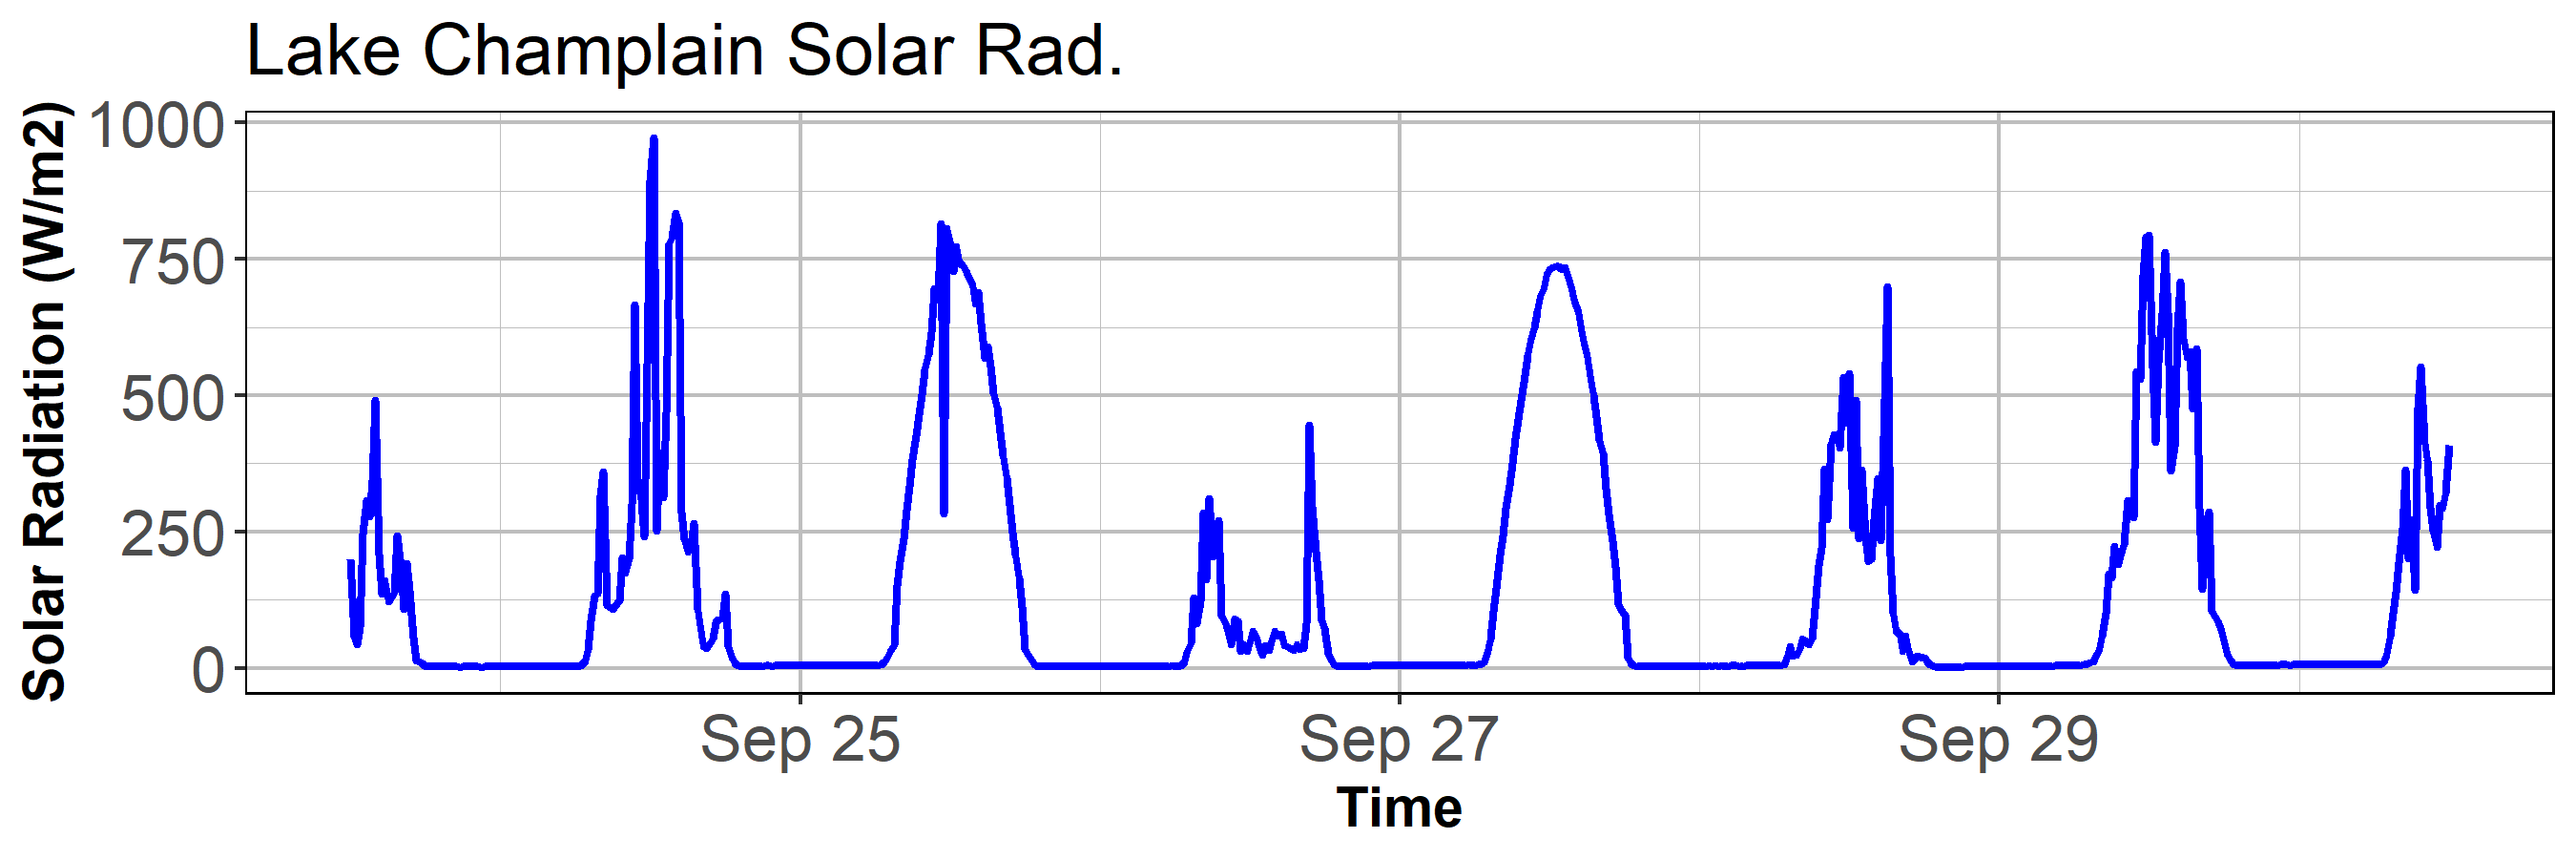 Lake Champlain Solar Rad.
Solar Radiation (W/m2)
1000
750
500
250
0
Sep 25 Sep 27 Sep 29
Time